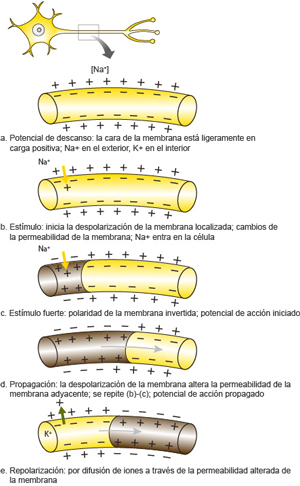 [Na⁺]
a. Potencial de descanso: la cara de la membrana está ligeramente en
carga positiva; Na+ en el exterior, K+ en el interior
Na⁺
b. Estímulo: inicia la despolarización de la membrana localizada; cambios de
la permeabilidad de la membrana; Na+ entra en la célula
Na⁺
c. Estímulo fuerte: polaridad de la membrana invertida; potencial de acción iniciado
d. Propagación: la despolarización de la membrana altera la permeabilidad de la
membrana adyacente; se repite (b)-(c); potencial de acción propagado
K⁺
e. Repolarización: por difusión de iones a través de la permeabilidad alterada de
la membrana